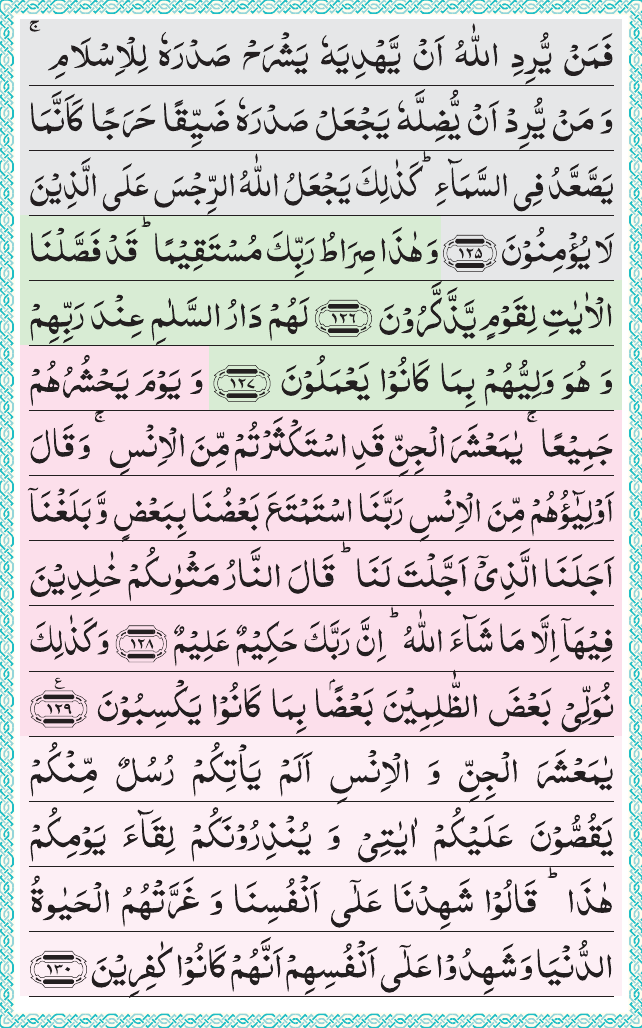 فَمَنۡ یُّرِدِ اللّٰهُ اَنۡ یَّهۡدِیَهٗ یَشۡرَحۡ صَدۡرَهٗ لِلۡاِسۡلَامِ ۚ
وَ مَنۡ یُّرِدۡ اَنۡ یُّضِلَّهٗ یَجۡعَلۡ صَدۡرَهٗ ضَیِّقًا حَرَجًا کَاَنَّمَا
یَصَّعَّدُ فِی السَّمَآءِ ؕ کَذٰلِکَ یَجۡعَلُ اللّٰهُ الرِّجۡسَ عَلَی الَّذِیۡنَ
لَا یُؤۡمِنُوۡنَ ﴿۱۲۵﴾ وَ هٰذَا صِرَاطُ رَبِّکَ مُسۡتَقِیۡمًا ؕ قَدۡ فَصَّلۡنَا
الۡاٰیٰتِ لِقَوۡمٍ یَّذَّکَّرُوۡنَ ﴿۱۲۶﴾ لَهُمۡ دَارُ السَّلٰمِ عِنۡدَ رَبِّهِمۡ
وَ هُوَ وَلِیُّهُمۡ بِمَا کَانُوۡا یَعۡمَلُوۡنَ ﴿۱۲۷﴾ وَ یَوۡمَ یَحۡشُرُهُمۡ
جَمِیۡعًا ۚ یٰمَعۡشَرَ الۡجِنِّ قَدِ اسۡتَکۡثَرۡتُمۡ مِّنَ الۡاِنۡسِ ۚ وَ قَالَ
اَوۡلِیٰٓؤُهُمۡ مِّنَ الۡاِنۡسِ رَبَّنَا اسۡتَمۡتَعَ بَعۡضُنَا بِبَعۡضٍ وَّ بَلَغۡنَاۤ
اَجَلَنَا الَّذِیۡۤ اَجَّلۡتَ لَنَا ؕ قَالَ النَّارُ مَثۡوٰىکُمۡ خٰلِدِیۡنَ
فِیۡهَاۤ اِلَّا مَا شَآءَ اللّٰهُ ؕ اِنَّ رَبَّکَ حَکِیۡمٌ عَلِیۡمٌ ﴿۱۲۸﴾ وَ کَذٰلِکَ
نُوَلِّیۡ بَعۡضَ الظّٰلِمِیۡنَ بَعۡضًۢا بِمَا کَانُوۡا یَکۡسِبُوۡنَ ﴿۱۲۹﴾ ع
یٰمَعۡشَرَ الۡجِنِّ وَ الۡاِنۡسِ اَلَمۡ یَاۡتِکُمۡ رُسُلٌ مِّنۡکُمۡ
یَقُصُّوۡنَ عَلَیۡکُمۡ اٰیٰتِیۡ وَ یُنۡذِرُوۡنَکُمۡ لِقَآءَ یَوۡمِکُمۡ
هٰذَا ؕ قَالُوۡا شَهِدۡنَا عَلٰۤی اَنۡفُسِنَا وَ غَرَّتۡهُمُ الۡحَیٰوةُ
الدُّنۡیَا وَ شَهِدُوۡا عَلٰۤی اَنۡفُسِهِمۡ اَنَّهُمۡ کَانُوۡا کٰفِرِیۡنَ ﴿۱۳۰﴾